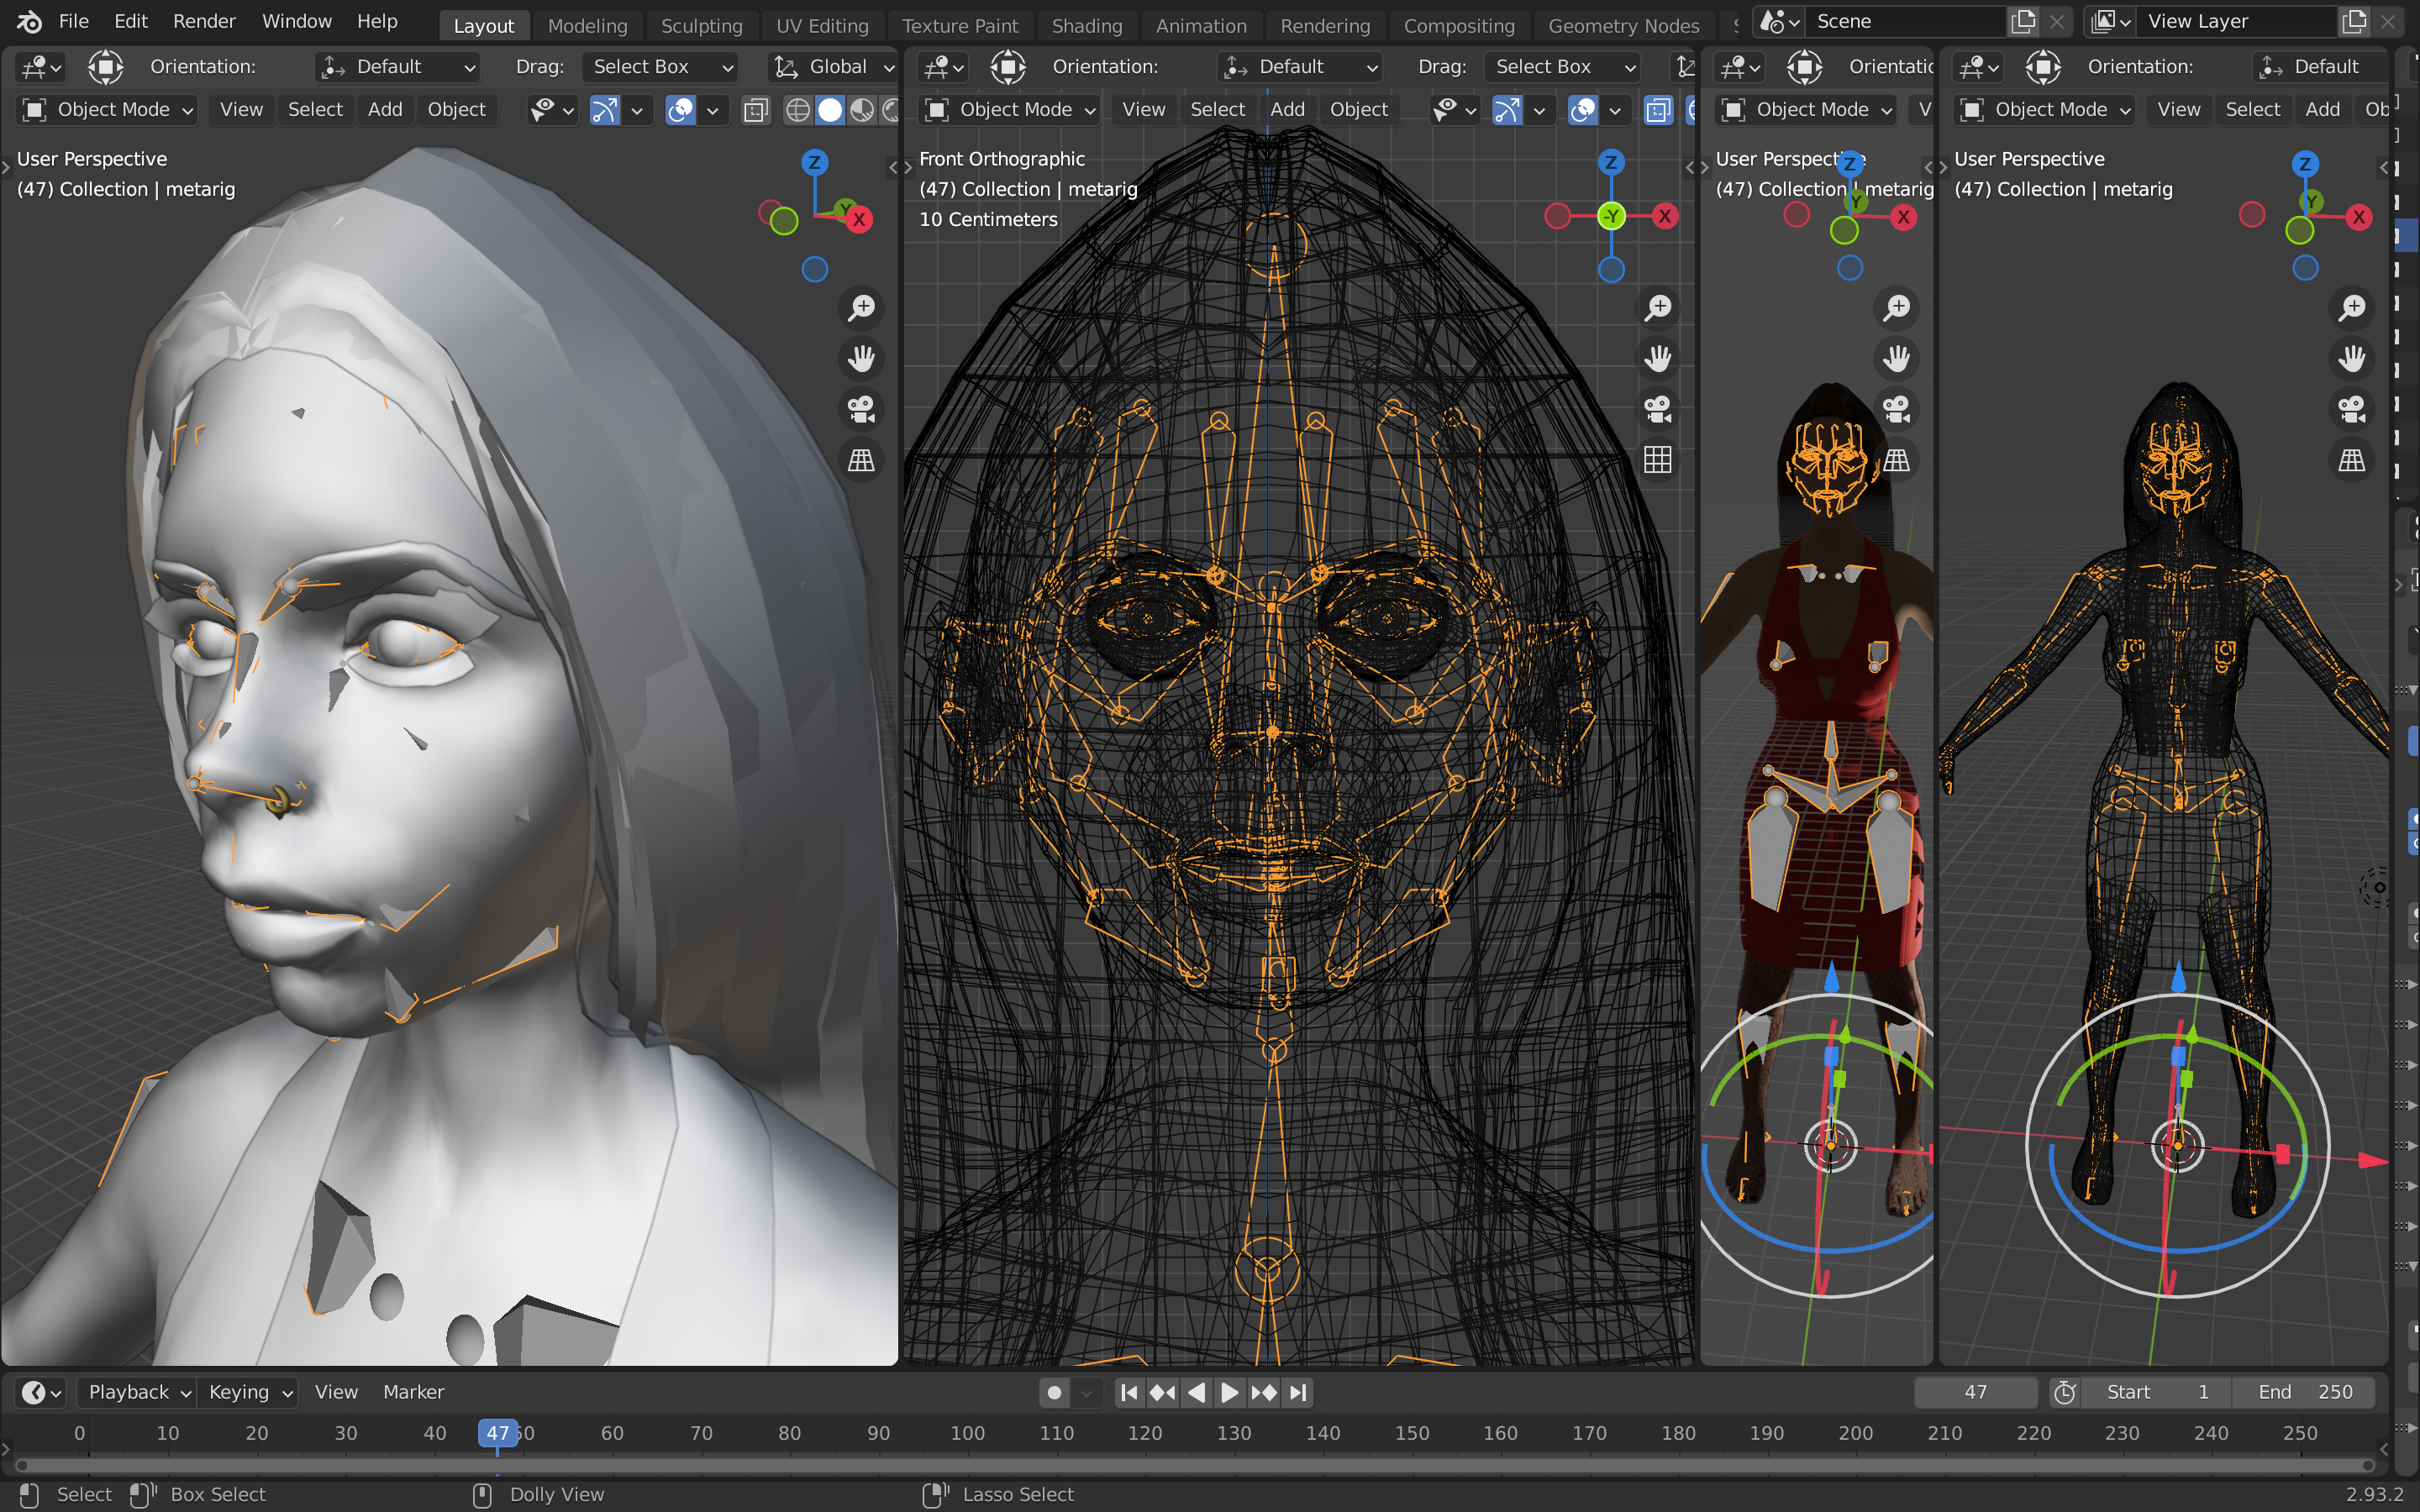 File Edit Render Window Help Layout Modeling Sculpting UV Editing Texture Paint Shading Animation Rendering Compositing Geometry Nodes Scene View Layer
Orientation: Default Drag: Select Box Global
Object Mode View Select Add Object
User Perspective
(47) Collection | metarig
Z
Y
X
Orientation: Default Drag: Select Box
Object Mode View Select Add Object
Front Orthographic
(47) Collection | metarig
10 Centimeters
Z
-Y
X
Orientatic
Object Mode V
User Perspective
(47) Collection | metarig
Z
Y
X
Orientation: Default
Object Mode View Select Add Ob
User Perspective
(47) Collection | metarig
Z
Y
X
Playback Keying View Marker 47 Start 1 End 250
0 10 20 30 40 47 50 60 70 80 90 100 110 120 130 140 150 160 170 180 190 200 210 220 230 240 250
Select Box Select Dolly View Lasso Select 2.93.2